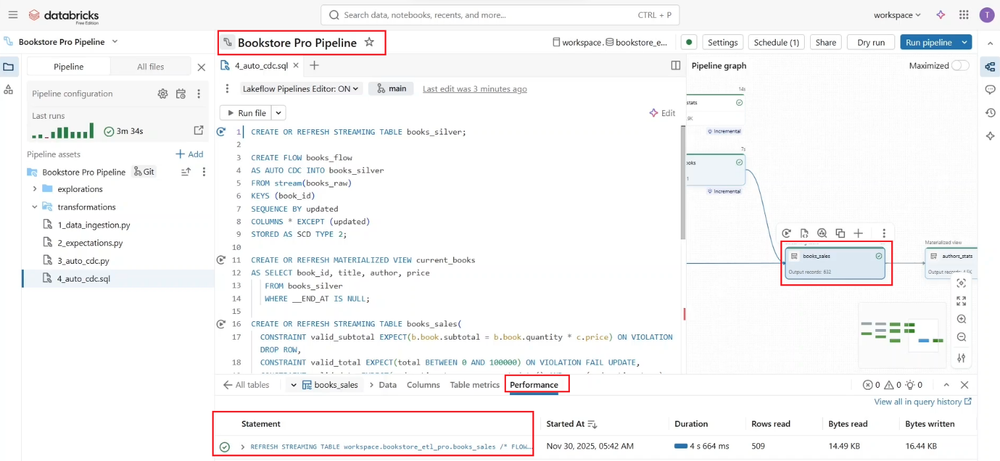 databricks
Free Edition
Search data, notebooks, recents, and more...
CTRL + P
workspace
T
Bookstore Pro Pipeline
Bookstore Pro Pipeline
workspace.
bookstore_e...
Settings
Schedule (1)
Share
Dry run
Run pipeline
Pipeline
All files
Pipeline configuration
Last runs
3m 34s
Pipeline assets
Add
Bookstore Pro Pipeline
Git
explorations
transformations
1_data_ingestion.py
2_expectations.py
3_auto_cdc.py
4_auto_cdc.sql
4_auto_cdc.sql
Lakeflow Pipelines Editor: ON
main
Last edit was 3 minutes ago
Run file
Edit
1 CREATE OR REFRESH STREAMING TABLE books_silver;
2
3 CREATE FLOW books_flow
4 AS AUTO CDC INTO books_silver
5 FROM stream(books_raw)
6 KEYS (book_id)
7 SEQUENCE BY updated
8 COLUMNS * EXCEPT (updated)
9 STORED AS SCD TYPE 2;
10
11 CREATE OR REFRESH MATERIALIZED VIEW current_books
12 AS SELECT book_id, title, author, price
13 FROM books_silver
14 WHERE __END_AT IS NULL;
15
16 CREATE OR REFRESH STREAMING TABLE books_sales(
17 CONSTRAINT valid_subtotal EXPECT(b.book.subtotal = b.book.quantity * c.price) ON VIOLATION
DROP ROW,
18 CONSTRAINT valid_total EXPECT(total BETWEEN 0 AND 100000) ON VIOLATION FAIL UPDATE,
Pipeline graph
Maximized
14s
stats
9K
Incremental
7s
ooks
1
Incremental
books_sales
Output records: 632
Materialized view
authors_stats
Output records: 4.5K
All tables
books_sales
Data
Columns
Table metrics
Performance
0
0
0
View all in query history
Statement
Started At
Duration
Rows read
Bytes read
Bytes written
REFRESH STREAMING TABLE workspace.bookstore_etl_pro.books_sales /* FLOW...
Nov 30, 2025, 05:42 AM
4 s 664 ms
509
14.49 KB
16.44 KB